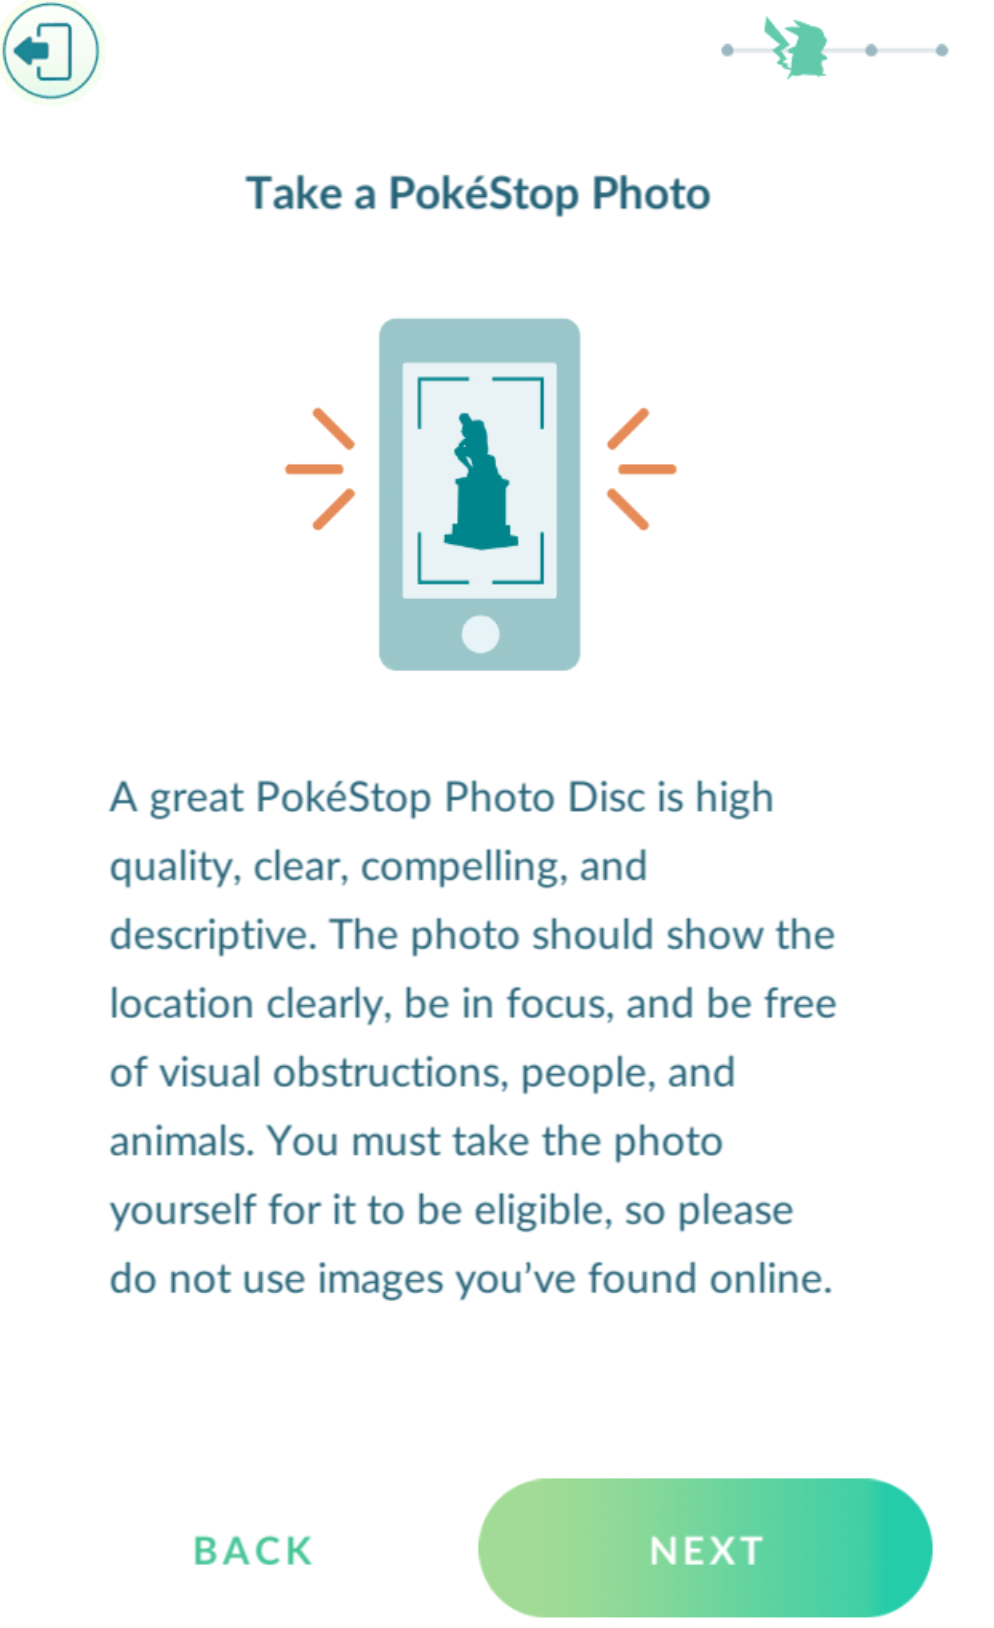 Take a PokéStop Photo
A great PokéStop Photo Disc is high
quality, clear, compelling, and
descriptive. The photo should show the
location clearly, be in focus, and be free
of visual obstructions, people, and
animals. You must take the photo
yourself for it to be eligible, so please
do not use images you’ve found online.
BACK
NEXT